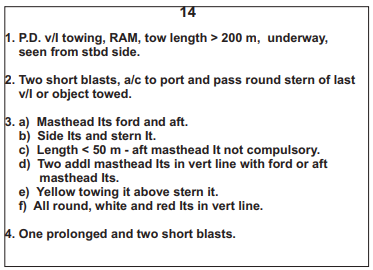 14
1. P.D. v/l towing, RAM, tow length > 200 m, underway,
seen from stbd side.
2. Two short blasts, a/c to port and pass round stern of last
v/l or object towed.
3. a) Masthead lts ford and aft.
b) Side lts and stern lt.
c) Length < 50 m - aft masthead lt not compulsory.
d) Two addl masthead lts in vert line with ford or aft
masthead lts.
e) Yellow towing lt above stern lt.
f) All round, white and red lts in vert line.
4. One prolonged and two short blasts.